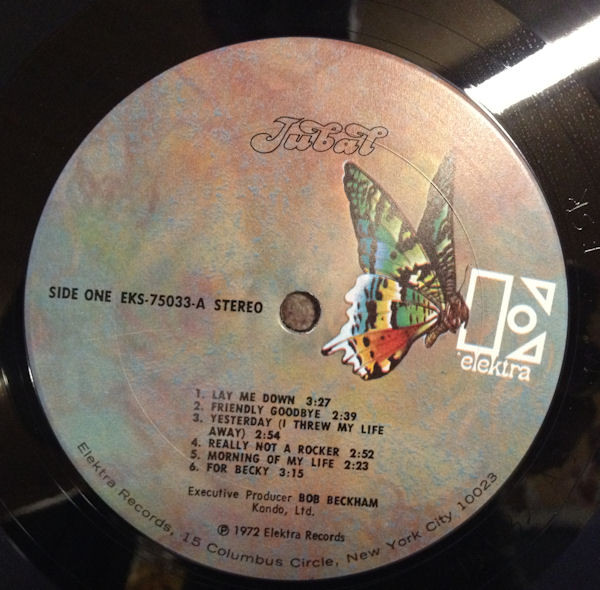 Jubal
SIDE ONE EKS-75033-A STEREO
elektra
1. LAY ME DOWN 3:27
2. FRIENDLY GOODBYE 2:39
3. YESTERDAY (I THREW MY LIFE
AWAY) 2:54
4. REALLY NOT A ROCKER 2:52
5. MORNING OF MY LIFE 2:23
6. FOR BECKY 3:15
Executive Producer BOB BECKHAM
Kondo, Ltd.
℗ 1972 Elektra Records
Elektra Records, 15 Columbus Circle, New York City 10023